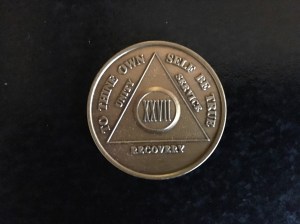 TO THINE OWN SELF BE TRUE
UNITY
SERVICE
XXVII
RECOVERY